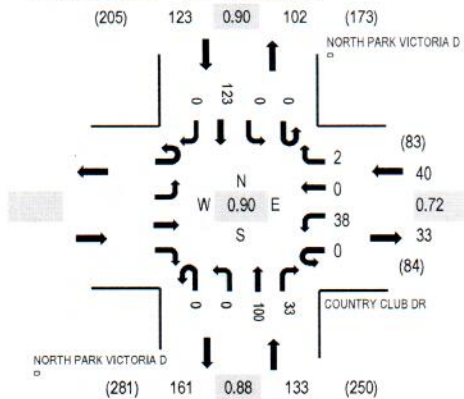 (205) 123 0.90 102 (173)
NORTH PARK VICTORIA D
0 123 0 0
(83)
2
40
N
0
W 0.90 E
0.72
38
S
33
0
(84)
0 0 100 33
COUNTRY CLUB DR
NORTH PARK VICTORIA D
(281) 161 0.88 133 (250)